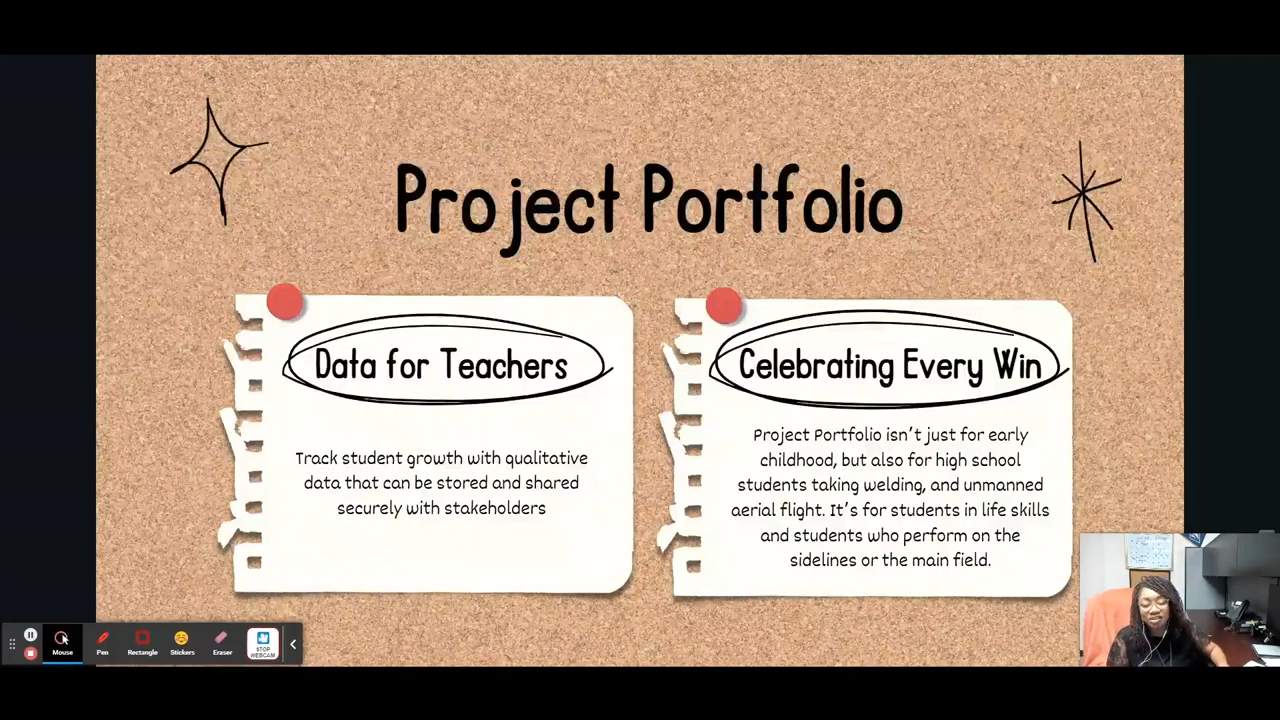 Project Portfolio
Data for Teachers
Track student growth with qualitative
data that can be stored and shared
securely with stakeholders
Celebrating Every Win
Project Portfolio isn't just for early
childhood, but also for high school
students taking welding, and unmanned
aerial flight. It's for students in life skills
and students who perform on the
sidelines or the main field.
Mouse
Pen
Rectangle
Stickers
Eraser
STOP
WEBCAM